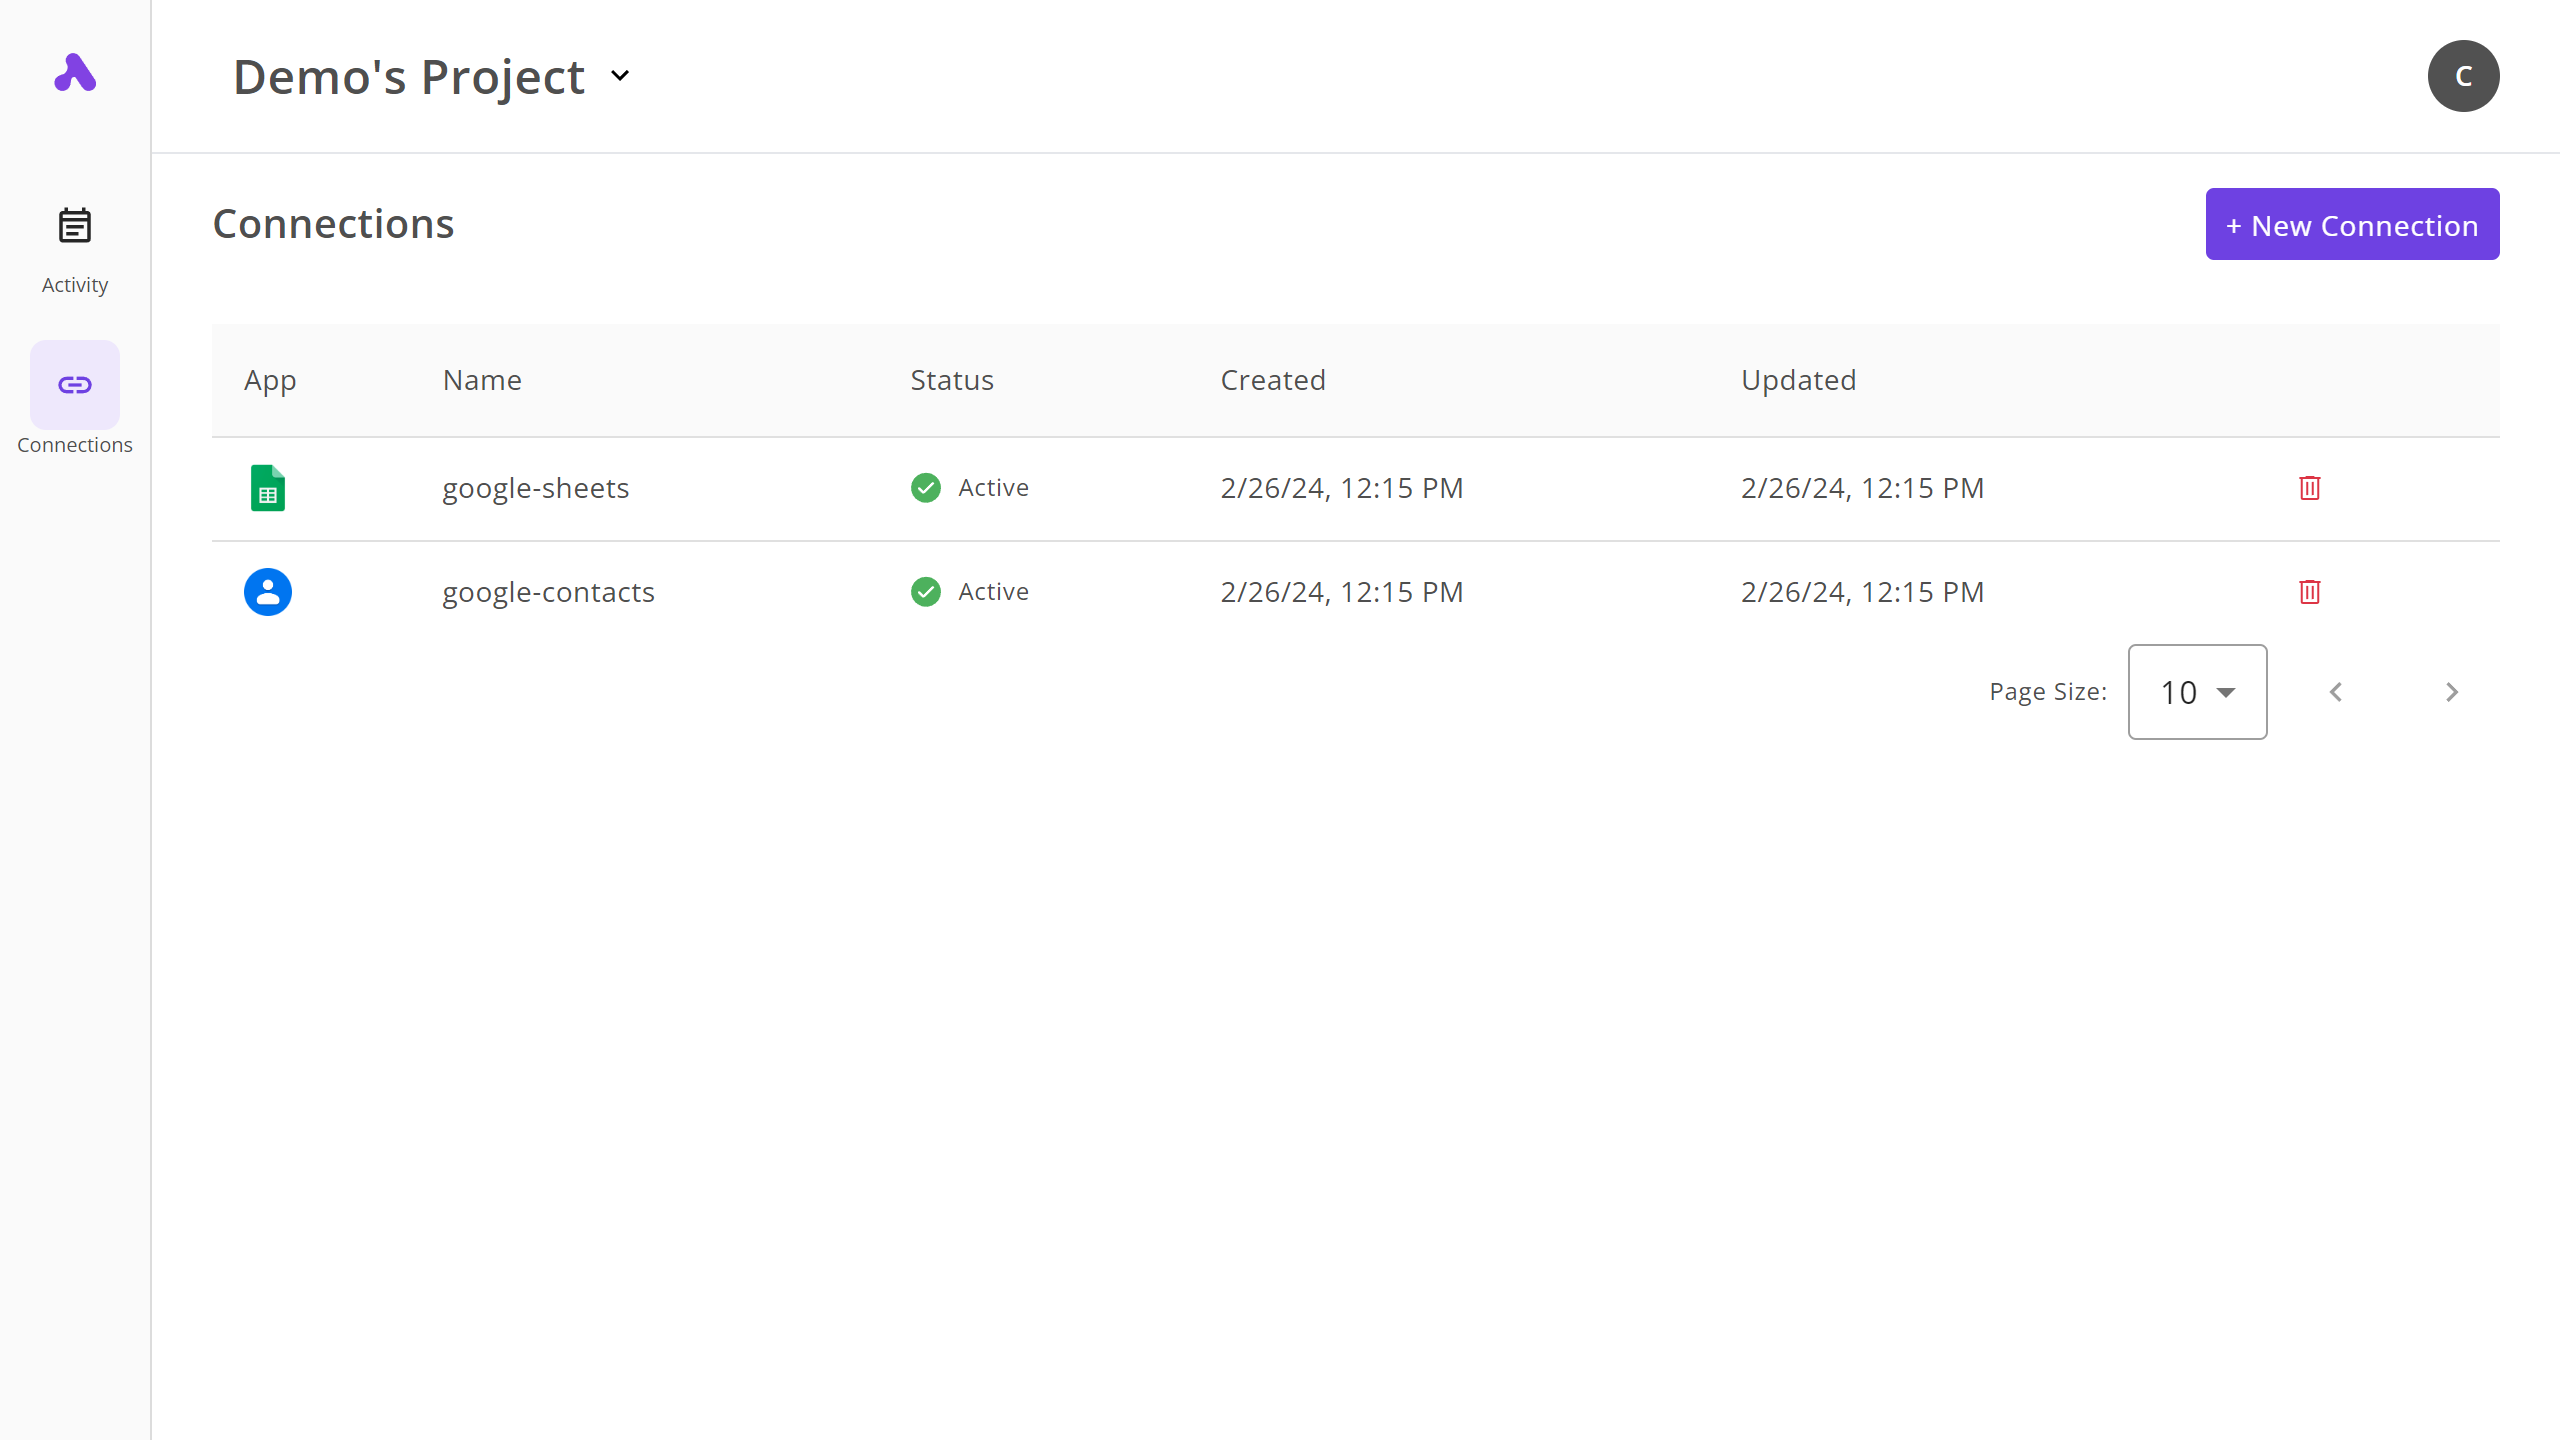 Demo's Project
C
Activity
Connections
Connections
+ New Connection
App Name Status Created Updated
google-sheets Active 2/26/24, 12:15 PM 2/26/24, 12:15 PM
google-contacts Active 2/26/24, 12:15 PM 2/26/24, 12:15 PM
Page Size: 10